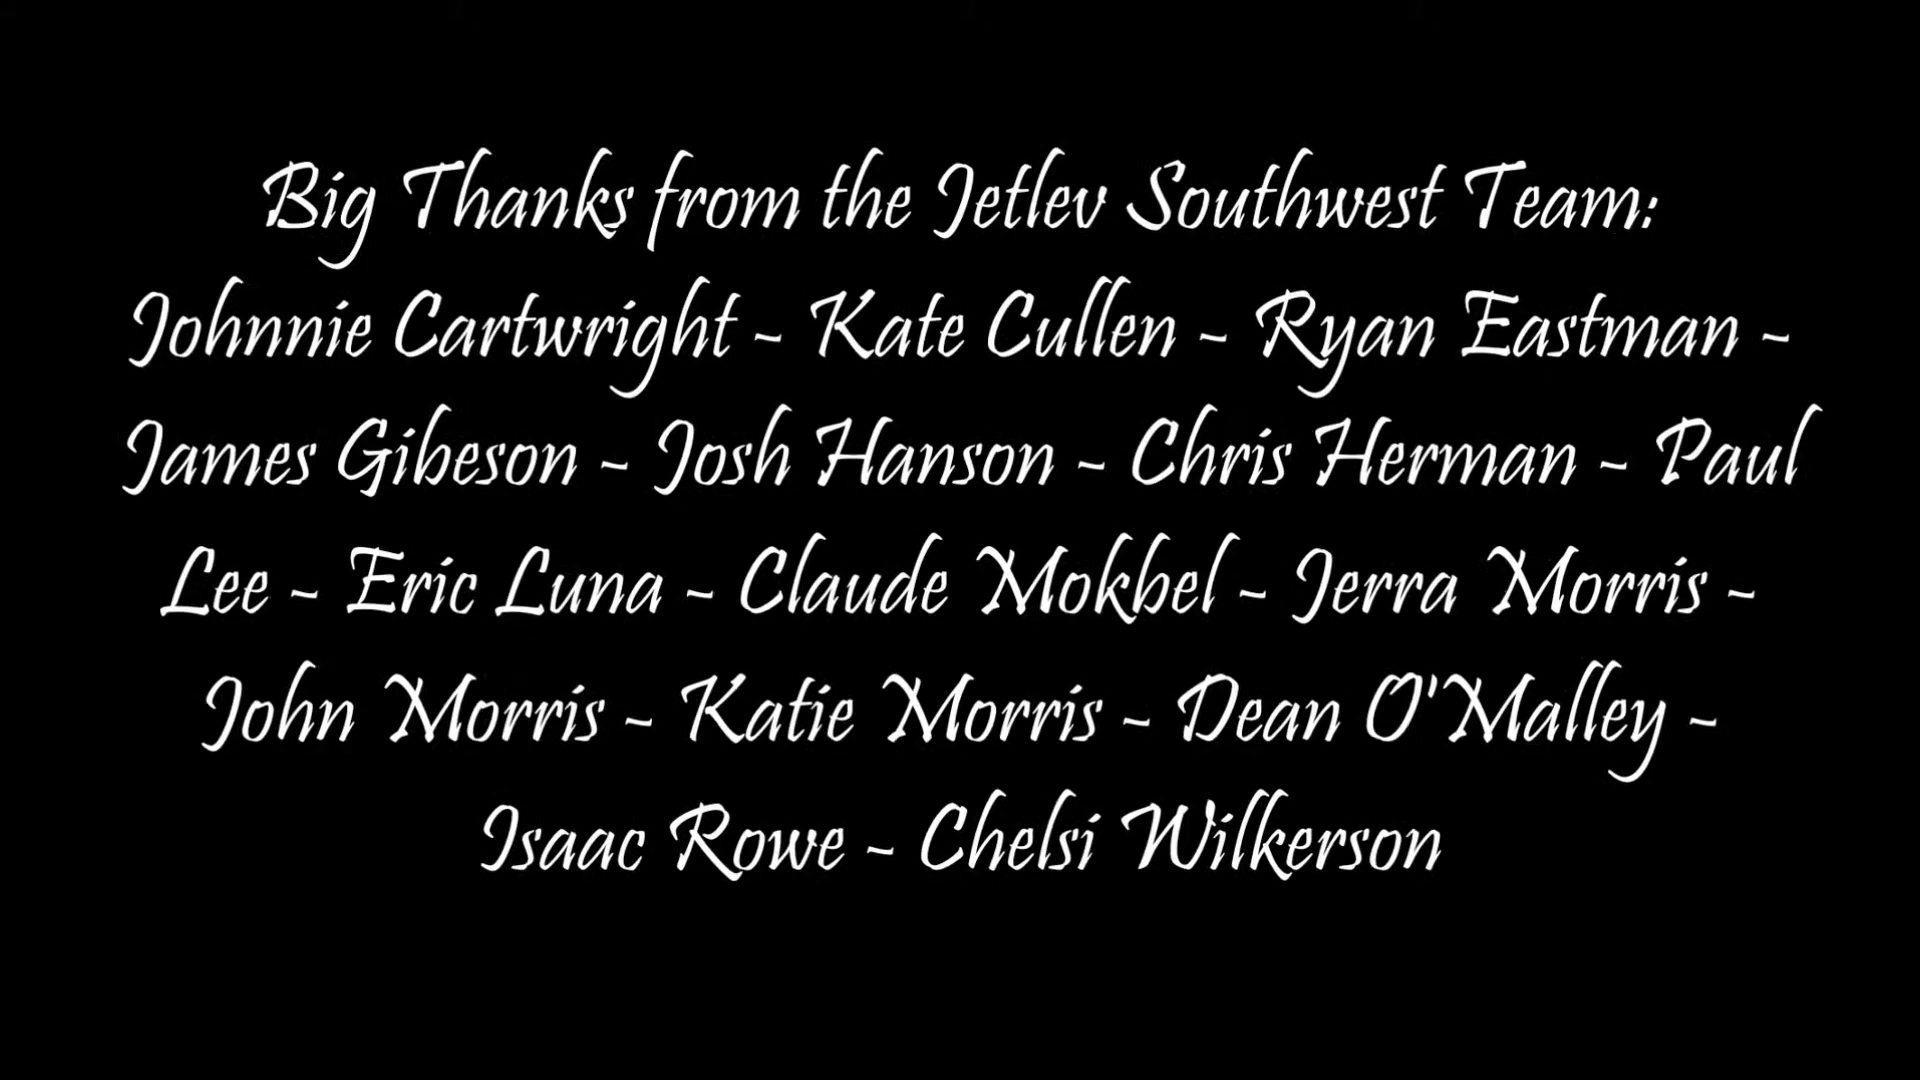 Big Thanks from the Jetlev Southwest Team:
Johnnie Cartwright - Kate Cullen - Ryan Eastman -
James Gibeson - Josh Hanson - Chris Herman - Paul
Lee - Eric Luna - Claude Mokbel - Jerra Morris -
John Morris - Katie Morris - Dean O'Malley -
Isaac Rowe - Chelsi Wilkerson